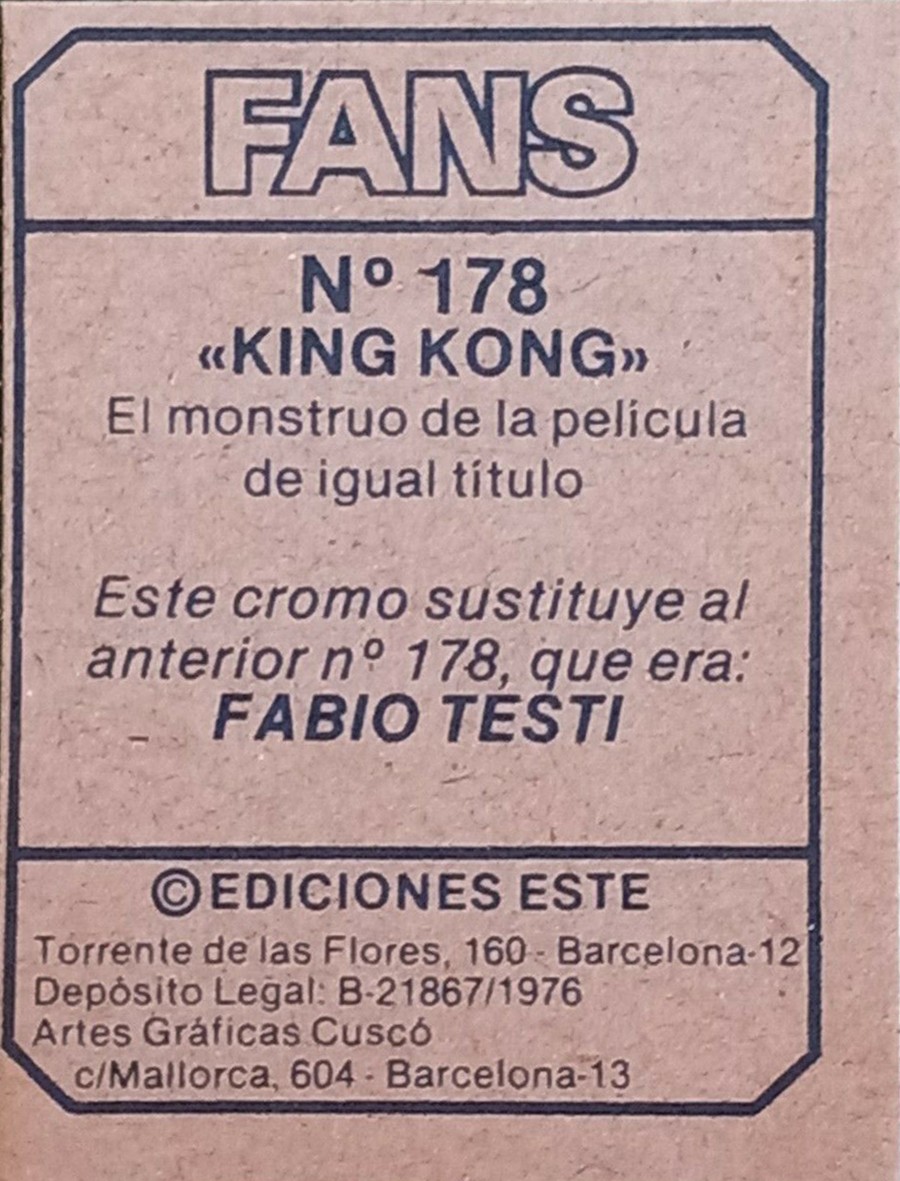 FANS
Nº 178
«KING KONG»
El monstruo de la película
de igual título
Este cromo sustituye al
anterior nº 178, que era:
FABIO TESTI
©EDICIONES ESTE
Torrente de las Flores, 160 - Barcelona-12
Depósito Legal: B-21867/1976
Artes Gráficas Cuscó
c/Mallorca, 604 - Barcelona-13